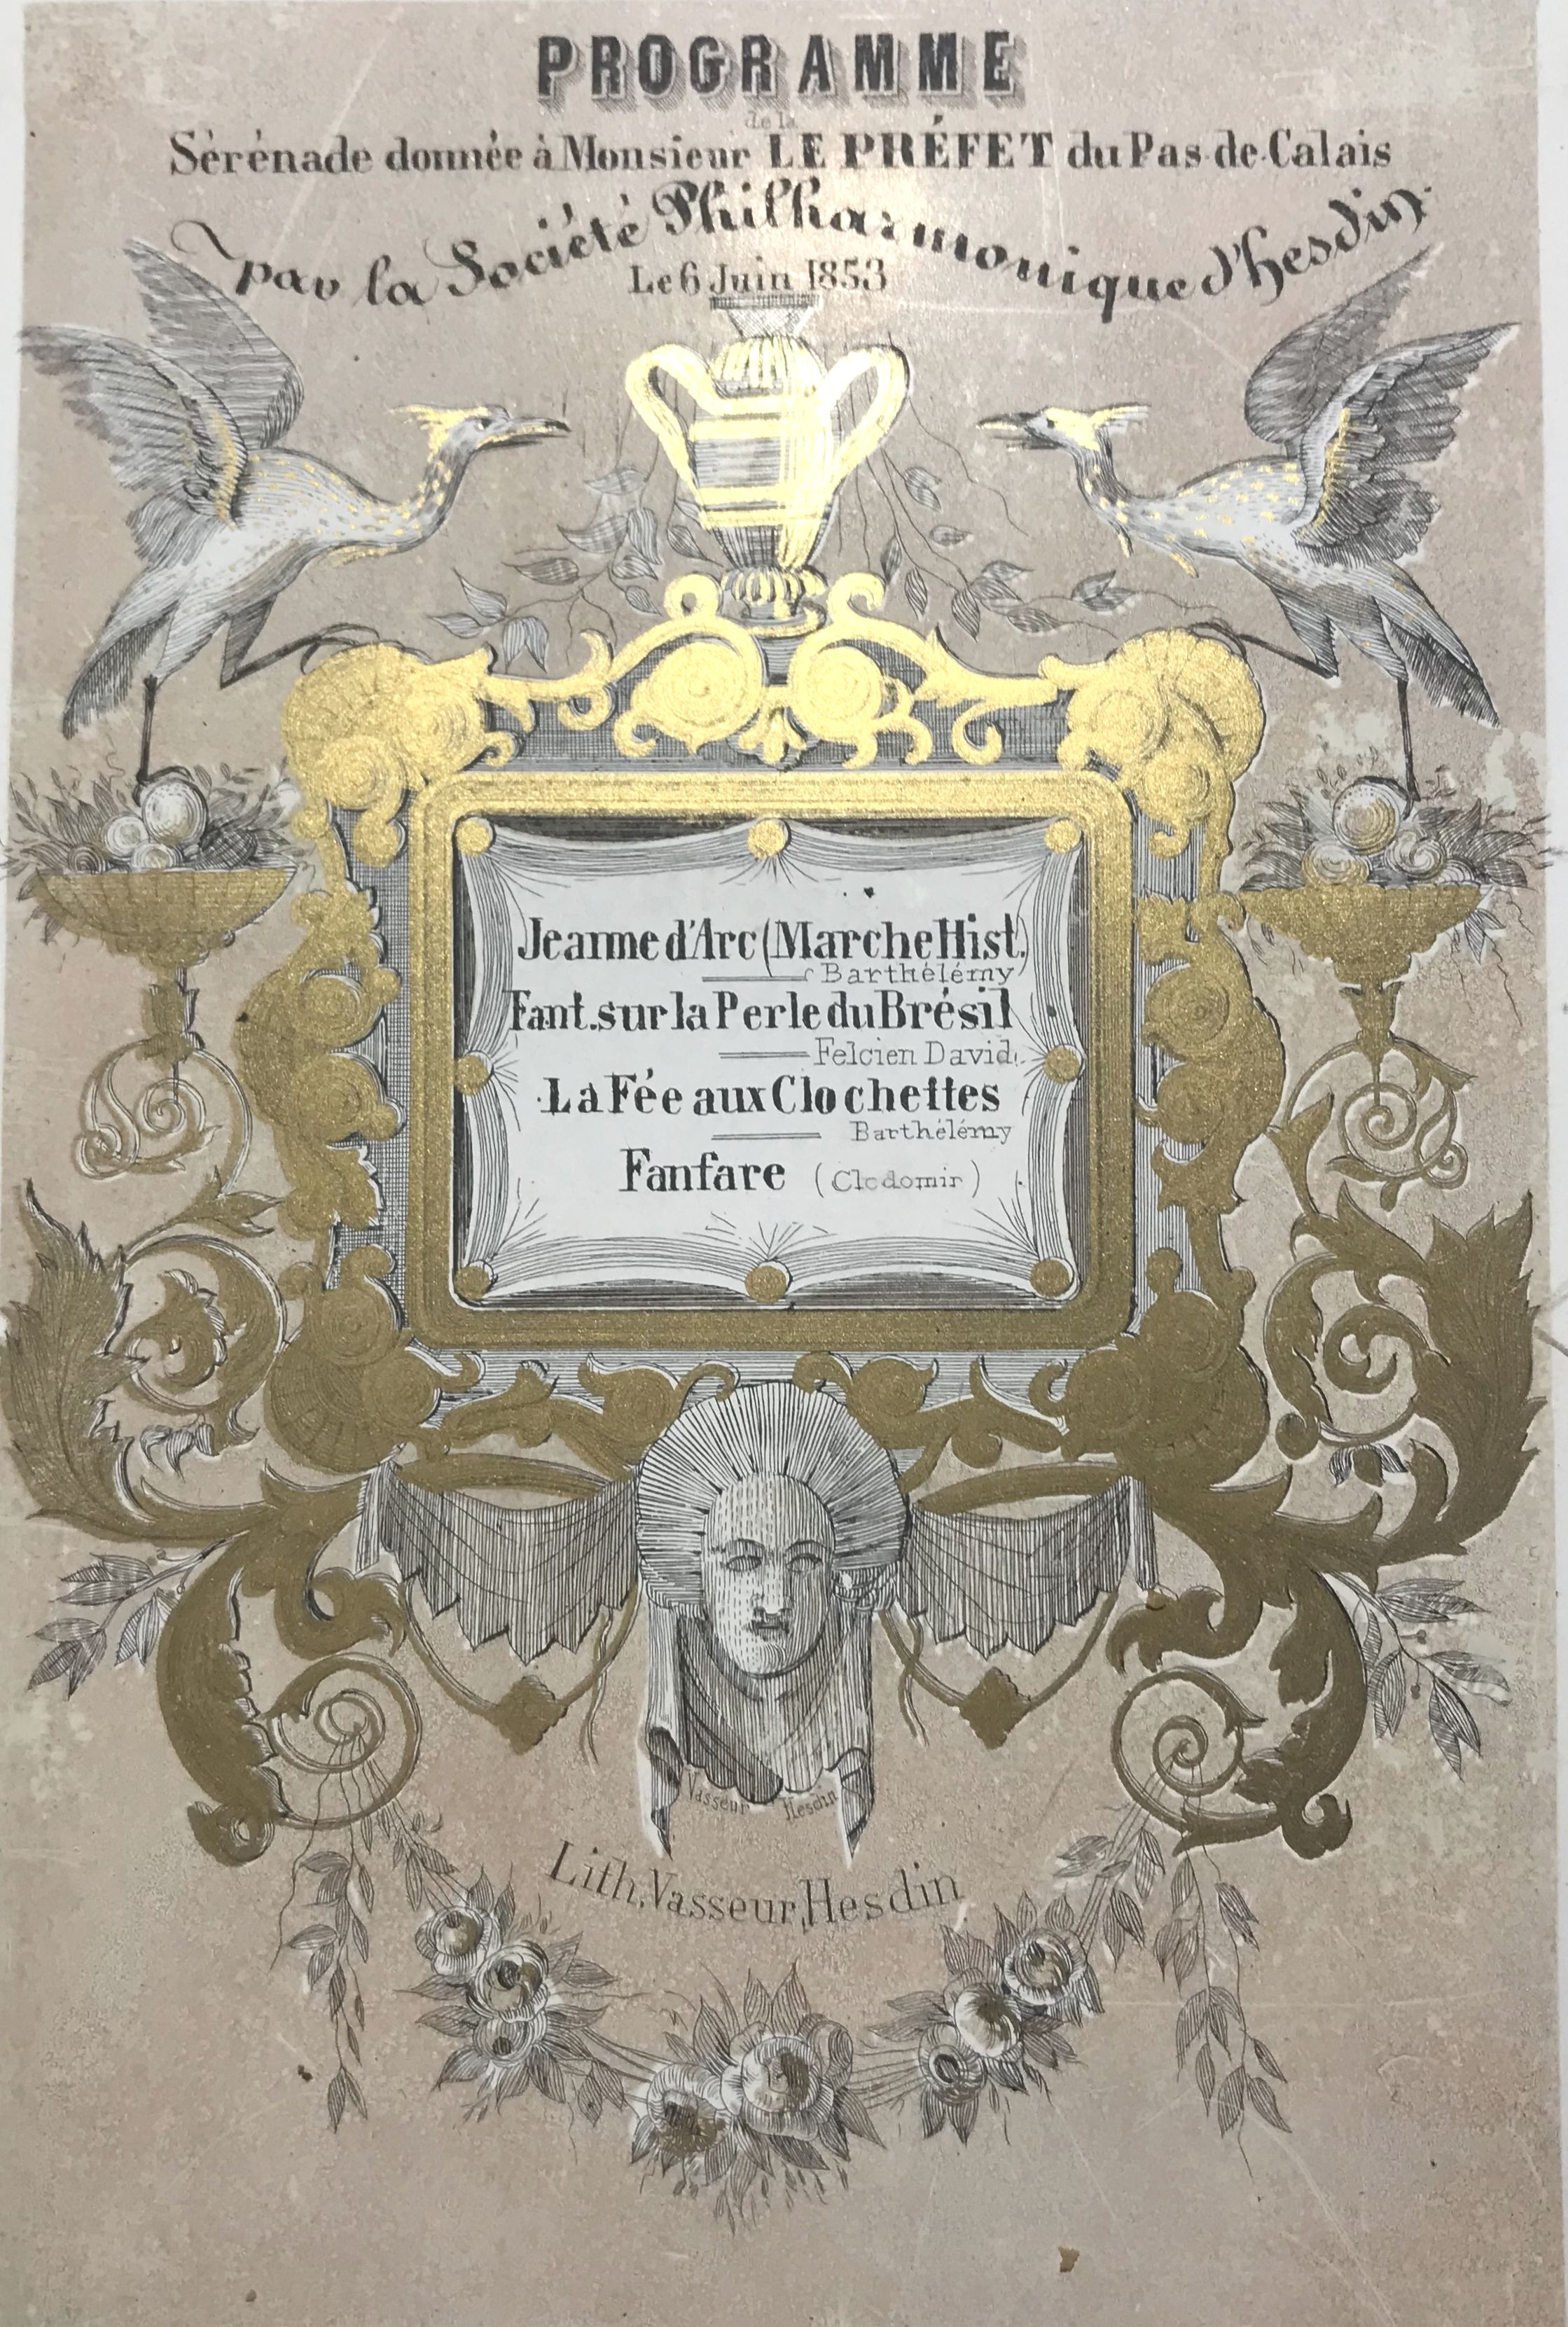 PROGRAMME
de la
Sérénade donnée à Monsieur LE PRÉFET du Pas-de-Calais
par la Société Philharmonique d'hesdin
Le 6 Juin 1853
Jeanne d'Arc (Marche Hist.)
Barthélémy
Fant. sur la Perle du Brésil
Felcien David.
La Fée aux Clochettes
Barthélémy
Fanfare (Clodomir)
Vasseur Hesdin
Lith. Vasseur, Hesdin